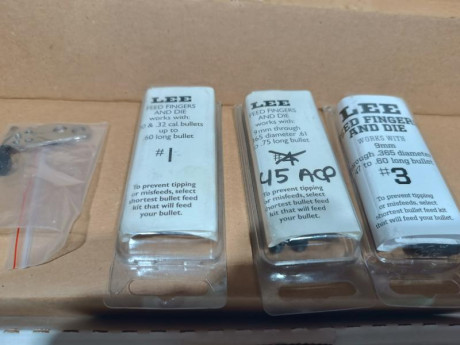 LEE
FEED FINGERS
AND DIE
works with:
& .32 cal. bullets
up to
60 long bullet
#1
To prevent tipping
or misfeeds, select
shortest bullet feed
kit that will feed
your bullet.
LEE
FEED FINGERS
AND DIE
works with:
9mm through
.365 diameter .61
.75 long bullet
45 ACP
To prevent tipping
or misfeeds, select
shortest bullet feed
kit that will feed
your bullet.
LEE
FEED FINGERS
AND DIE
WORKS WITH
9mm
through .365 diameter
.47 to .60 long bullet
#3
To prevent tipping
or misfeeds, select
shortest bullet feed
kit that will feed
your bullet.